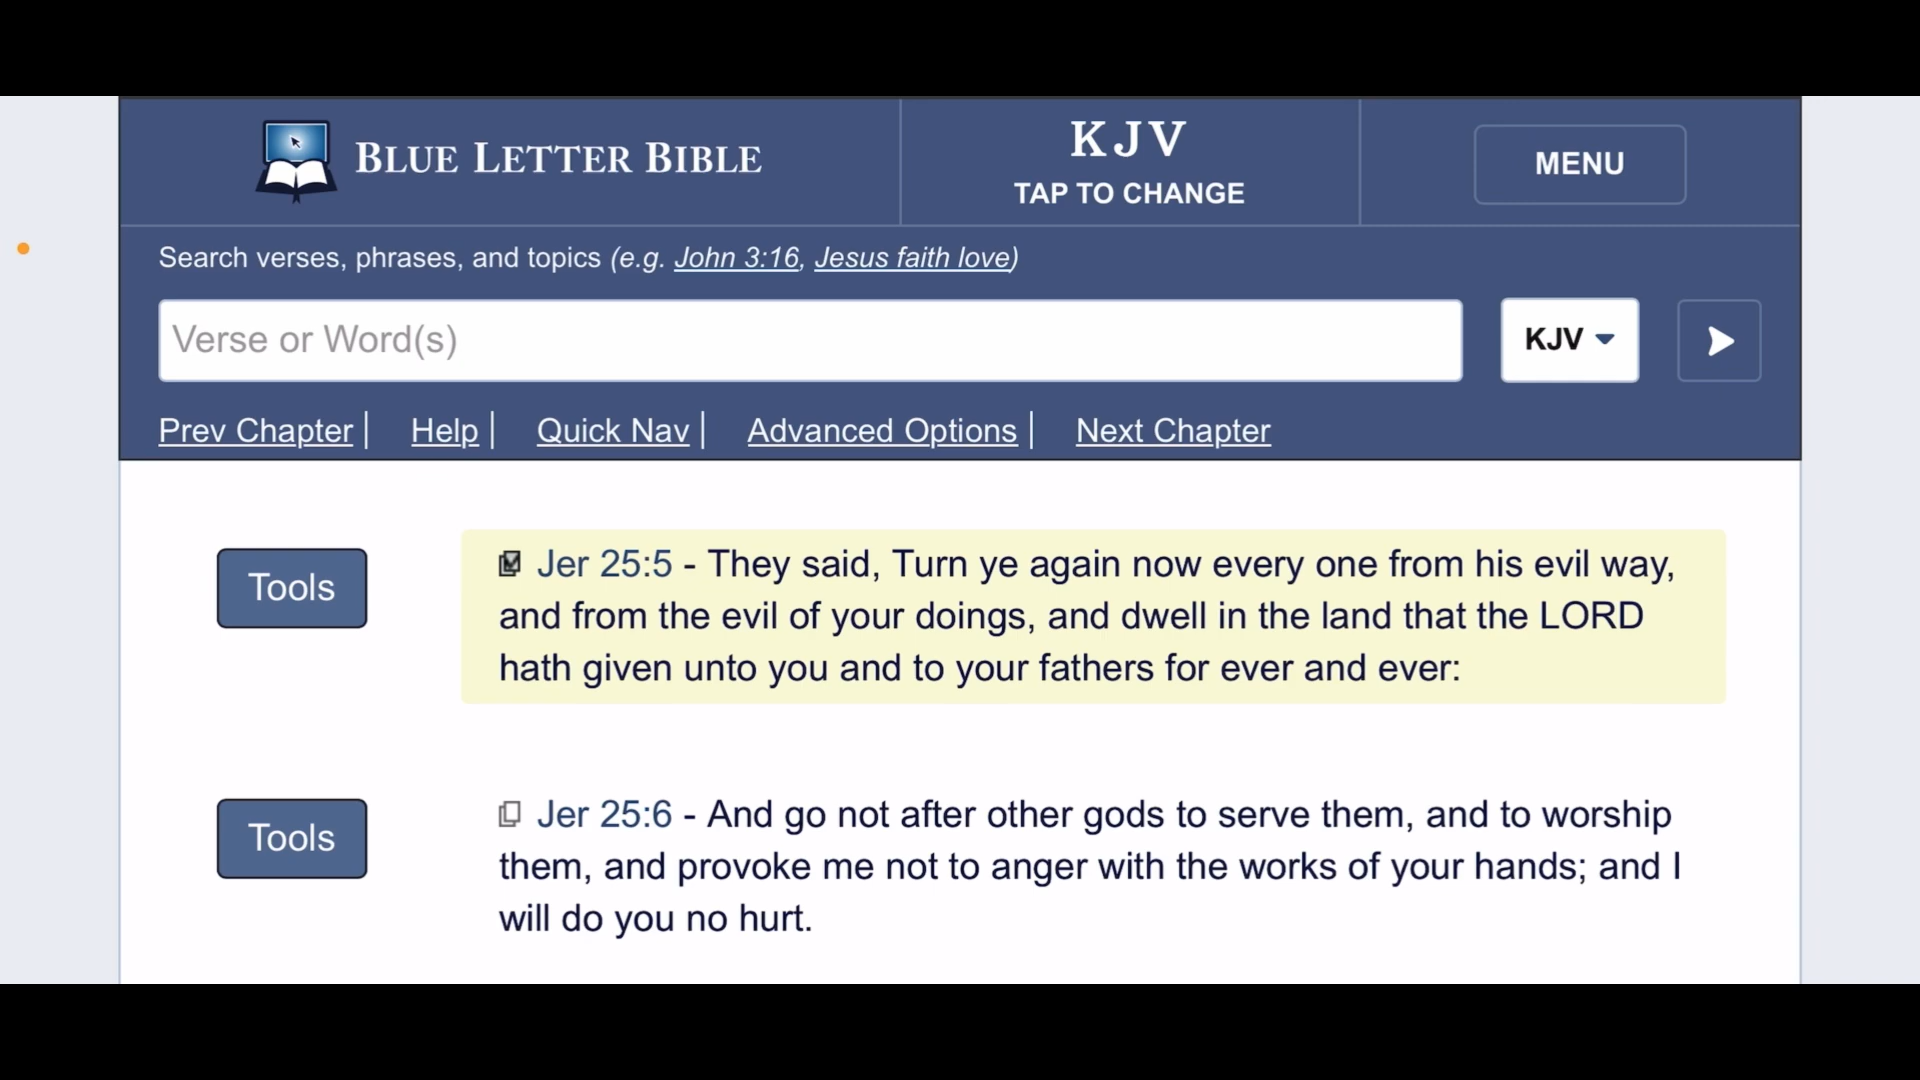 BLUE LETTER BIBLE
KJV
TAP TO CHANGE
MENU
Search verses, phrases, and topics (e.g. John 3:16, Jesus faith love)
Verse or Word(s)
KJV
Prev Chapter | Help | Quick Nav | Advanced Options | Next Chapter
Tools
Jer 25:5 - They said, Turn ye again now every one from his evil way,
and from the evil of your doings, and dwell in the land that the LORD
hath given unto you and to your fathers for ever and ever:
Tools
Jer 25:6 - And go not after other gods to serve them, and to worship
them, and provoke me not to anger with the works of your hands; and I
will do you no hurt.